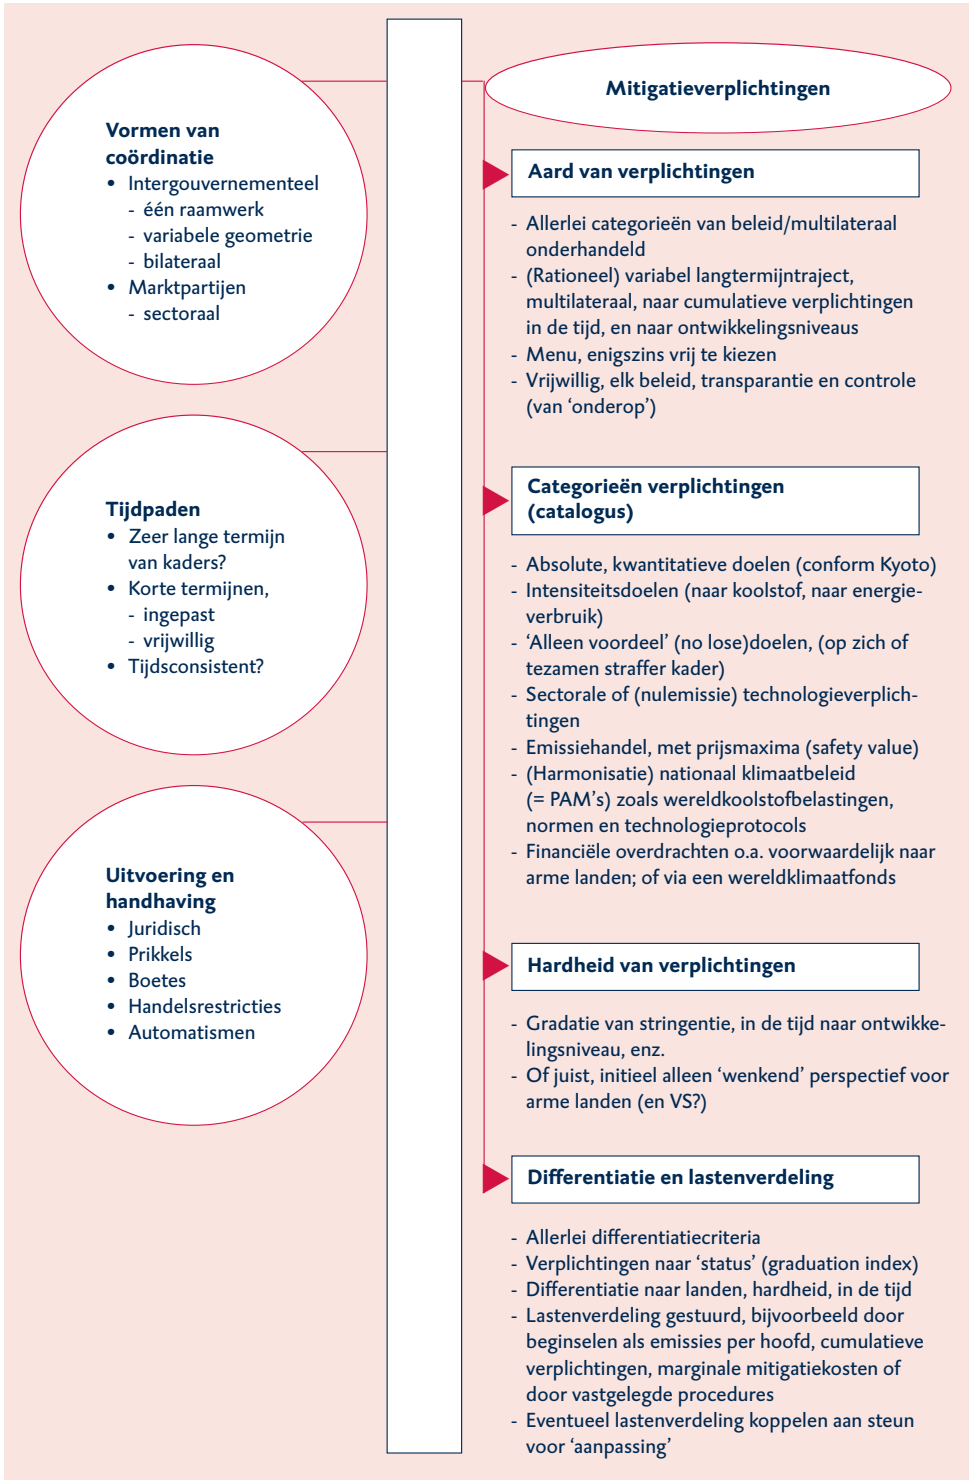 Vormen van
coördinatie
• Intergouvernementeel
- één raamwerk
- variabele geometrie
- bilateraal
• Marktpartijen
- sectoraal
Tijdpaden
• Zeer lange termijn
van kaders?
• Korte termijnen,
- ingepast
- vrijwillig
• Tijdsconsistent?
Uitvoering en
handhaving
• Juridisch
• Prikkels
• Boetes
• Handelsrestricties
• Automatismen
Mitigatieverplichtingen
Aard van verplichtingen
- Allerlei categorieën van beleid/multilateraal
onderhandeld
- (Rationeel) variabel langtermijntraject,
multilateraal, naar cumulatieve verplichtingen
in de tijd, en naar ontwikkelingsniveaus
- Menu, enigszins vrij te kiezen
- Vrijwillig, elk beleid, transparantie en controle
(van ‘onderop’)
Categorieën verplichtingen
(catalogus)
- Absolute, kwantitatieve doelen (conform Kyoto)
- Intensiteitsdoelen (naar koolstof, naar energie-
verbruik)
- ‘Alleen voordeel’ (no lose)doelen, (op zich of
tezamen straffer kader)
- Sectorale of (nulemissie) technologieverplich-
tingen
- Emissiehandel, met prijsmaxima (safety value)
- (Harmonisatie) nationaal klimaatbeleid
(= PAM’s) zoals wereldkoolstofbelastingen,
normen en technologieprotocols
- Financiële overdrachten o.a. voorwaardelijk naar
arme landen; of via een wereldklimaatfonds
Hardheid van verplichtingen
- Gradatie van stringentie, in de tijd naar ontwikke-
lingsniveau, enz.
- Of juist, initieel alleen ‘wenkend’ perspectief voor
arme landen (en VS?)
Differentiatie en lastenverdeling
- Allerlei differentiatiecriteria
- Verplichtingen naar ‘status’ (graduation index)
- Differentiatie naar landen, hardheid, in de tijd
- Lastenverdeling gestuurd, bijvoorbeeld door
beginselen als emissies per hoofd, cumulatieve
verplichtingen, marginale mitigatiekosten of
door vastgelegde procedures
- Eventueel lastenverdeling koppelen aan steun
voor ‘aanpassing’